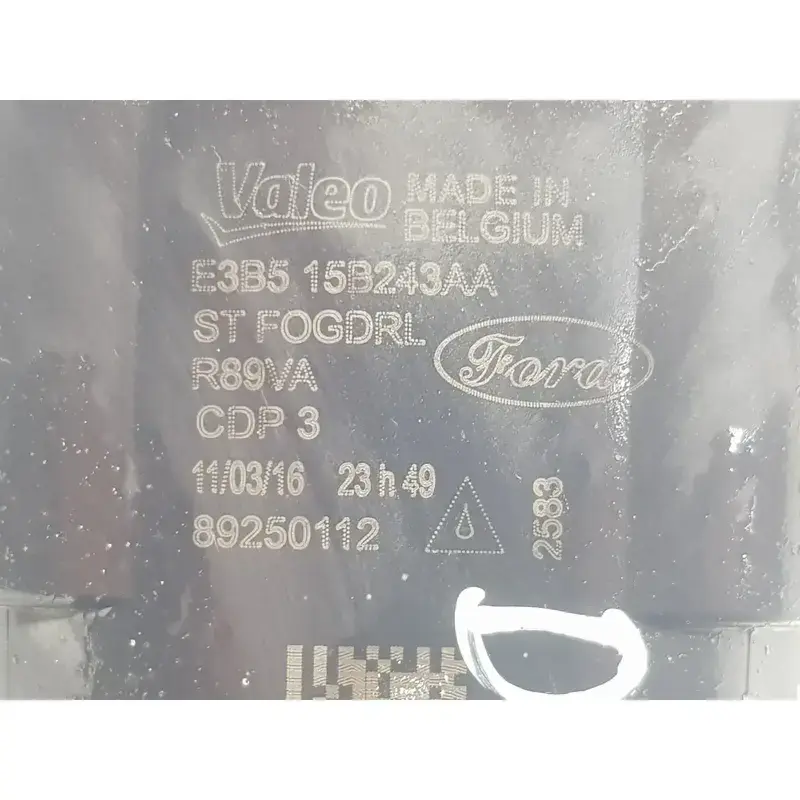 Valeo MADE IN
BELGIUM
E3B5 15B243AA
ST FOGDRL
R89VA
Ford
CDP 3
11/03/16 23 h 49
89250112
2583